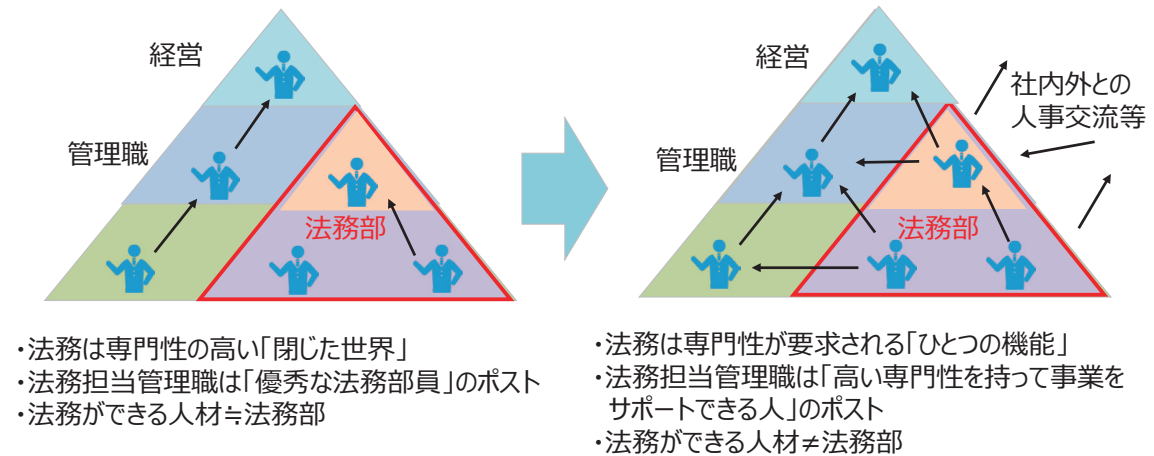 経営
管理職
法務部
・法務は専門性の高い「閉じた世界」
・法務担当管理職は「優秀な法務部員」のポスト
・法務ができる人材≒法務部
経営
社内外との
人事交流等
管理職
法務部
・法務は専門性が要求される「ひとつの機能」
・法務担当管理職は「高い専門性を持って事業を
サポートできる人」のポスト
・法務ができる人材≠法務部